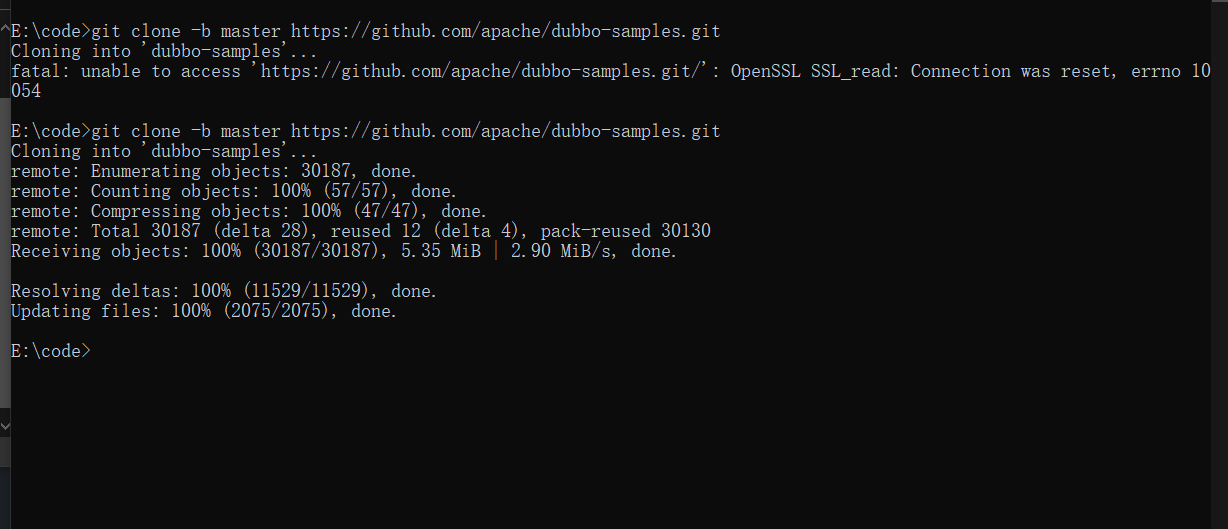 E:\code>git clone -b master https://github.com/apache/dubbo-samples.git
Cloning into 'dubbo-samples'...
fatal: unable to access 'https://github.com/apache/dubbo-samples.git/': OpenSSL SSL_read: Connection was reset, errno 10
054
E:\code>git clone -b master https://github.com/apache/dubbo-samples.git
Cloning into 'dubbo-samples'...
remote: Enumerating objects: 30187, done.
remote: Counting objects: 100% (57/57), done.
remote: Compressing objects: 100% (47/47), done.
remote: Total 30187 (delta 28), reused 12 (delta 4), pack-reused 30130
Receiving objects: 100% (30187/30187), 5.35 MiB | 2.90 MiB/s, done.
Resolving deltas: 100% (11529/11529), done.
Updating files: 100% (2075/2075), done.
E:\code>